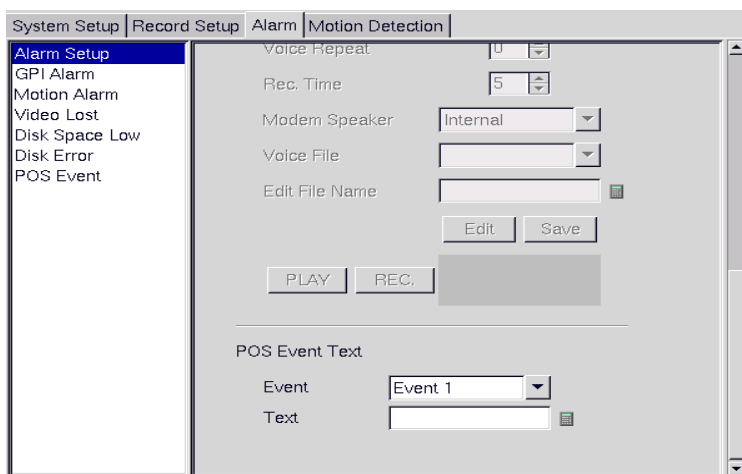 System Setup Record Setup Alarm Motion Detection
Alarm Setup
GPI Alarm
Motion Alarm
Video Lost
Disk Space Low
Disk Error
POS Event
Voice Repeat 0
Rec. Time 5
Modem Speaker Internal
Voice File
Edit File Name
Edit Save
PLAY REC.
POS Event Text
Event Event 1
Text